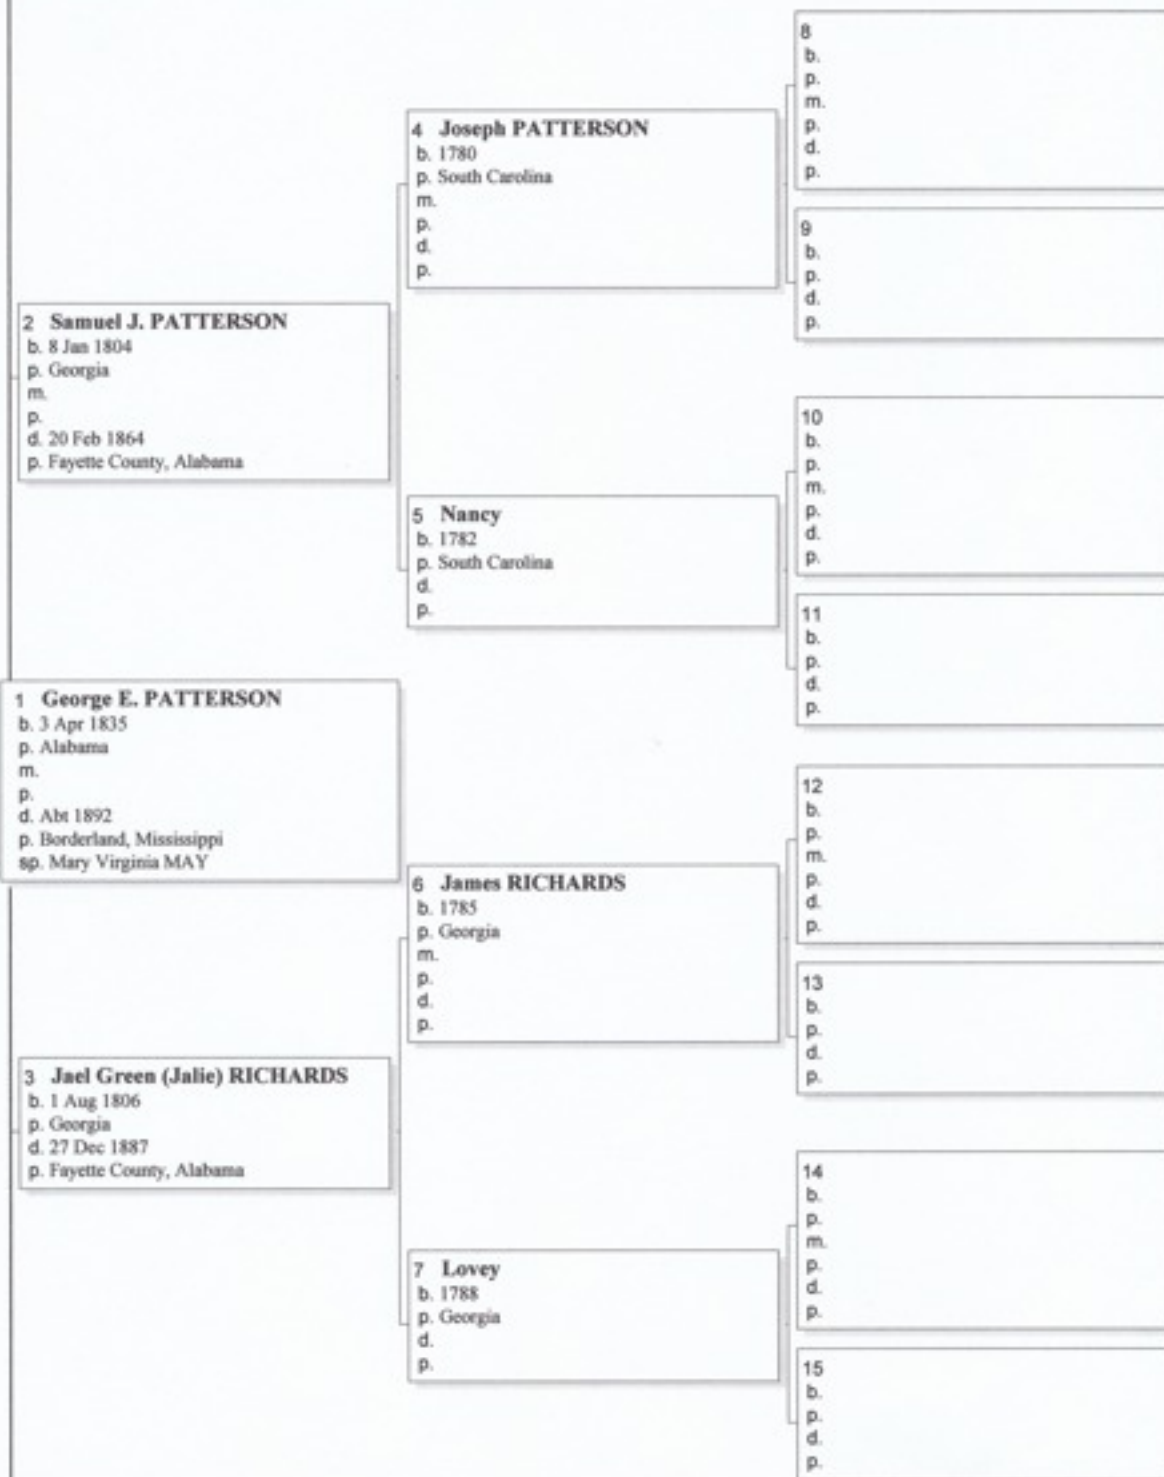 8
b.
p.
m.
p.
d.
p.
4 Joseph PATTERSON
b. 1780
p. South Carolina
m.
p.
d.
p.
9
b.
p.
d.
p.
2 Samuel J. PATTERSON
b. 8 Jan 1804
p. Georgia
m.
p.
d. 20 Feb 1864
p. Fayette County, Alabama
10
b.
p.
m.
p.
d.
p.
5 Nancy
b. 1782
p. South Carolina
d.
p.
11
b.
p.
d.
p.
1 George E. PATTERSON
b. 3 Apr 1835
p. Alabama
m.
p.
d. Abt 1892
p. Borderland, Mississippi
sp. Mary Virginia MAY
12
b.
p.
m.
p.
d.
p.
6 James RICHARDS
b. 1785
p. Georgia
m.
p.
d.
p.
13
b.
p.
d.
p.
3 Jael Green (Jalie) RICHARDS
b. 1 Aug 1806
p. Georgia
d. 27 Dec 1887
p. Fayette County, Alabama
14
b.
p.
m.
p.
d.
p.
7 Lovey
b. 1788
p. Georgia
d.
p.
15
b.
p.
d.
p.